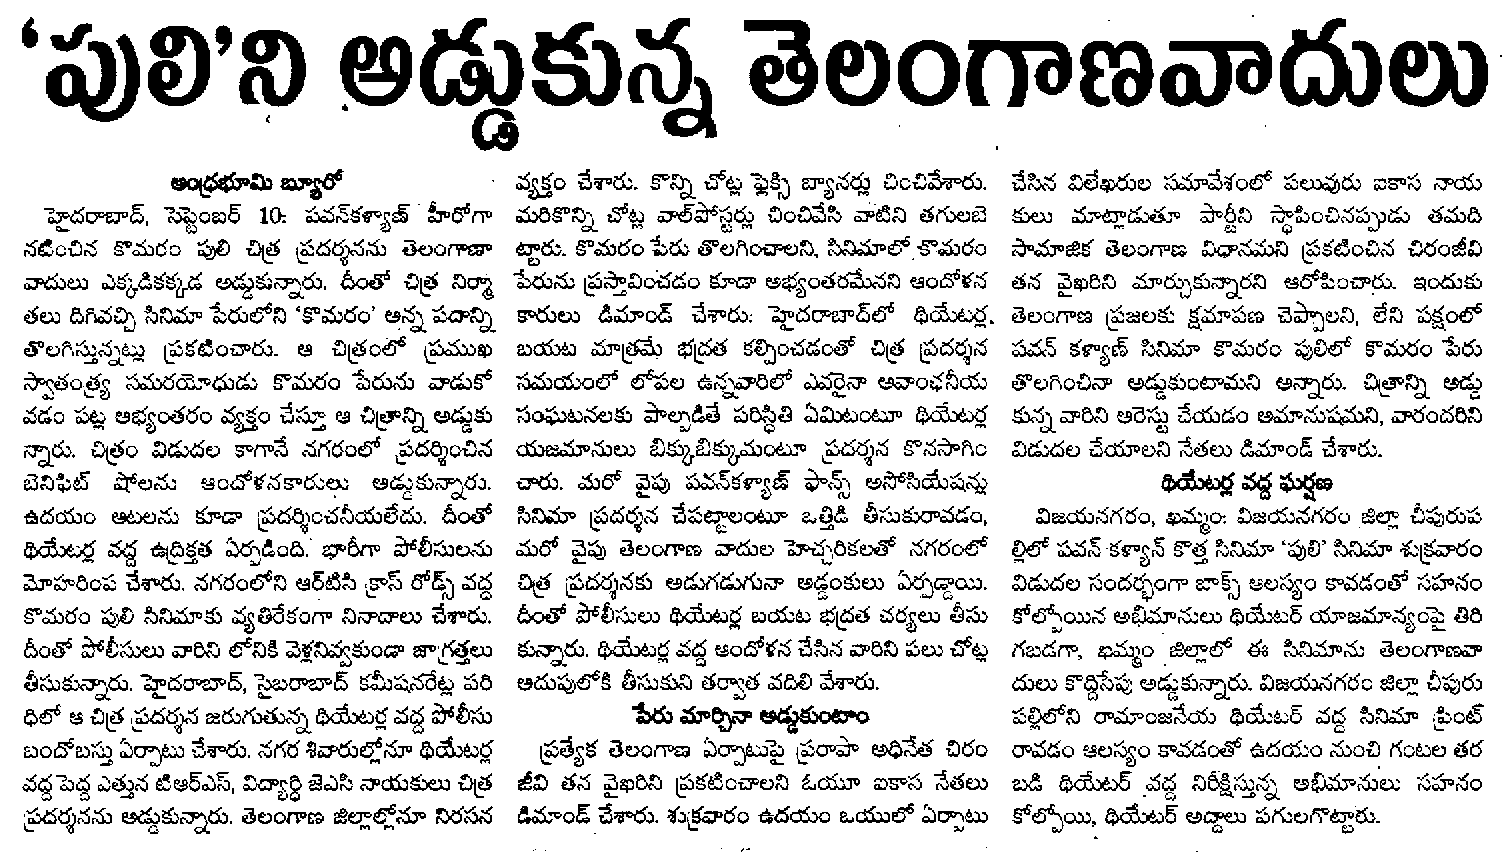 ‘పులి’ని అడ్డుకున్న తెలంగాణవాదులు
ఆంధ్రభూమి బ్యూరో
హైదరాబాద్, సెప్టెంబర్ 10: పవన్‌కళ్యాణ్ హీరోగా
నటించిన కొమరం పులి చిత్ర ప్రదర్శనను తెలంగాణా
వాదులు ఎక్కడికక్కడ అడ్డుకున్నారు. దీంతో చిత్ర నిర్మా
తలు దిగివచ్చి సినిమా పేరులోని ‘కొమరం’ అన్న పదాన్ని
తొలగిస్తున్నట్లు ప్రకటించారు. ఆ చిత్రంలో ప్రముఖ
స్వాతంత్ర్య సమరయోధుడు కొమరం పేరును వాడుకో
వడం పట్ల అభ్యంతరం వ్యక్తం చేస్తూ ఆ చిత్రాన్ని అడ్డుకు
న్నారు. చిత్రం విడుదల కాగానే నగరంలో ప్రదర్శించిన
బెనిఫిట్ షోలను ఆందోళనకారులు అడ్డుకున్నారు.
ఉదయం ఆటలను కూడా ప్రదర్శించనీయలేదు. దీంతో
థియేటర్ల వద్ద ఉద్రిక్తత ఏర్పడింది. భారీగా పోలీసులను
మోహరింప చేశారు. నగరంలోని ఆర్‌టిసి క్రాస్ రోడ్స్ వద్ద
కొమరం పులి సినిమాకు వ్యతిరేకంగా నినాదాలు చేశారు.
దీంతో పోలీసులు వారిని లోనికి వెళ్లనివ్వకుండా జాగ్రత్తలు
తీసుకున్నారు. హైదరాబాద్, సైబరాబాద్ కమీషనరేట్ల పరి
ధిలో ఆ చిత్ర ప్రదర్శన జరుగుతున్న థియేటర్ల వద్ద పోలీసు
బందోబస్తు ఏర్పాటు చేశారు. నగర శివారుల్లోనూ థియేటర్ల
వద్ద పెద్ద ఎత్తున టిఆర్ఎస్, విద్యార్థి జెఎసి నాయకులు చిత్ర
ప్రదర్శనను అడ్డుకున్నారు. తెలంగాణ జిల్లాల్లోనూ నిరసన
వ్యక్తం చేశారు. కొన్ని చోట్ల ఫ్లెక్సి బ్యానర్లు చించివేశారు.
మరికొన్ని చోట్ల వాల్‌పోస్టర్లు చించివేసి వాటిని తగులబె
ట్టారు. కొమరం పేరు తొలగించాలని, సినిమాలో కొమరం
పేరును ప్రస్తావించడం కూడా అభ్యంతరమేనని ఆందోళన
కారులు డిమాండ్ చేశారు. హైదరాబాద్‌లో థియేటర్ల
బయట మాత్రమే భద్రత కల్పించడంతో చిత్ర ప్రదర్శన
సమయంలో లోపల ఉన్నవారిలో ఎవరైనా అవాంఛనీయ
సంఘటనలకు పాల్పడితే పరిస్థితి ఏమిటంటూ థియేటర్ల
యజమానులు బిక్కుబిక్కుమంటూ ప్రదర్శన కొనసాగిం
చారు. మరో వైపు పవన్‌కళ్యాణ్ ఫాన్స్ అసోసియేషన్లు
సినిమా ప్రదర్శన చేపట్టాలంటూ ఒత్తిడి తీసుకురావడం,
మరో వైపు తెలంగాణ వాదుల హెచ్చరికలతో నగరంలో
చిత్ర ప్రదర్శనకు అడుగడుగునా అడ్డంకులు ఏర్పడ్డాయి.
దీంతో పోలీసులు థియేటర్ల బయట భద్రత చర్యలు తీసు
కున్నారు. థియేటర్ల వద్ద ఆందోళన చేసిన వారిని పలు చోట్ల
అదుపులోకి తీసుకుని తర్వాత వదిలి వేశారు.
పేరు మార్చినా అడ్డుకుంటాం
ప్రత్యేక తెలంగాణ ఏర్పాటుపై ప్రరాపా అధినేత చిరం
జీవి తన వైఖరిని ప్రకటించాలని ఓయూ ఐకాస నేతలు
డిమాండ్ చేశారు. శుక్రవారం ఉదయం ఒయులో ఏర్పాటు
చేసిన విలేఖరుల సమావేశంలో పలువురు ఐకాస నాయ
కులు మాట్లాడుతూ పార్టీని స్థాపించినప్పుడు తమది
సామాజిక తెలంగాణ విధానమని ప్రకటించిన చిరంజీవి
తన వైఖరిని మార్చుకున్నారని ఆరోపించారు. ఇందుకు
తెలంగాణ ప్రజలకు క్షమాపణ చెప్పాలని, లేని పక్షంలో
పవన్ కళ్యాణ్ సినిమా కొమరం పులిలో కొమరం పేరు
తొలగించినా అడ్డుకుంటామని అన్నారు. చిత్రాన్ని అడ్డు
కున్న వారిని ఆరెస్టు చేయడం అమానుషమని, వారందరిని
విడుదల చేయాలని నేతలు డిమాండ్ చేశారు.
థియేటర్ల వద్ద ఘర్షణ
విజయనగరం, ఖమ్మం: విజయనగరం జిల్లా చీపురుప
ల్లిలో పవన్ కళ్యాన్ కొత్త సినిమా ‘పులి’ సినిమా శుక్రవారం
విడుదల సందర్భంగా బాక్స్ ఆలస్యం కావడంతో సహనం
కోల్పోయిన అభిమానులు థియేటర్ యాజమాన్యంపై తిరి
గబడగా, ఖమ్మం జిల్లాలో ఈ సినిమాను తెలంగాణవా
దులు కొద్దిసేపు అడ్డుకున్నారు. విజయనగరం జిల్లా చీపురు
పల్లిలోని రామాంజనేయ థియేటర్ వద్ద సినిమా ప్రింట్
రావడం ఆలస్యం కావడంతో ఉదయం నుంచి గంటల తర
బడి థియేటర్ వద్ద నిరీక్షిస్తున్న అభిమానులు సహనం
కోల్పోయి, థియేటర్ అద్దాలు పగులగొట్టారు.